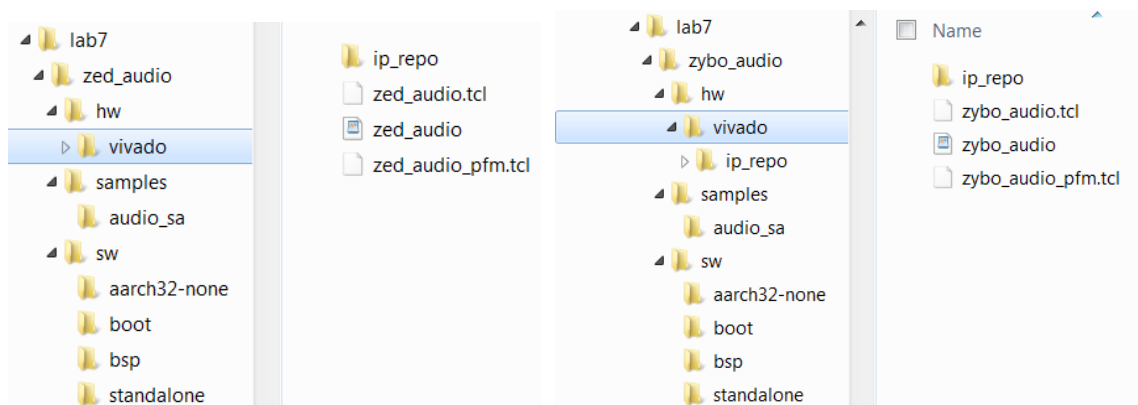 lab7
zed_audio
hw
vivado
samples
audio_sa
sw
aarch32-none
boot
bsp
standalone
ip_repo
zed_audio.tcl
zed_audio
zed_audio_pfm.tcl
lab7
zybo_audio
hw
vivado
ip_repo
samples
audio_sa
sw
aarch32-none
boot
bsp
standalone
Name
ip_repo
zybo_audio.tcl
zybo_audio
zybo_audio_pfm.tcl